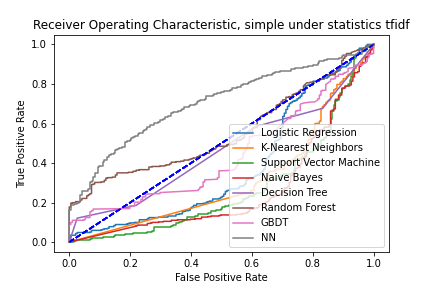 Receiver Operating Characteristic, simple under statistics tfidf
True Positive Rate
1.0
0.8
0.6
0.4
0.2
0.0
Logistic Regression
K-Nearest Neighbors
Support Vector Machine
Naive Bayes
Decision Tree
Random Forest
GBDT
NN
0.0 0.2 0.4 0.6 0.8 1.0
False Positive Rate